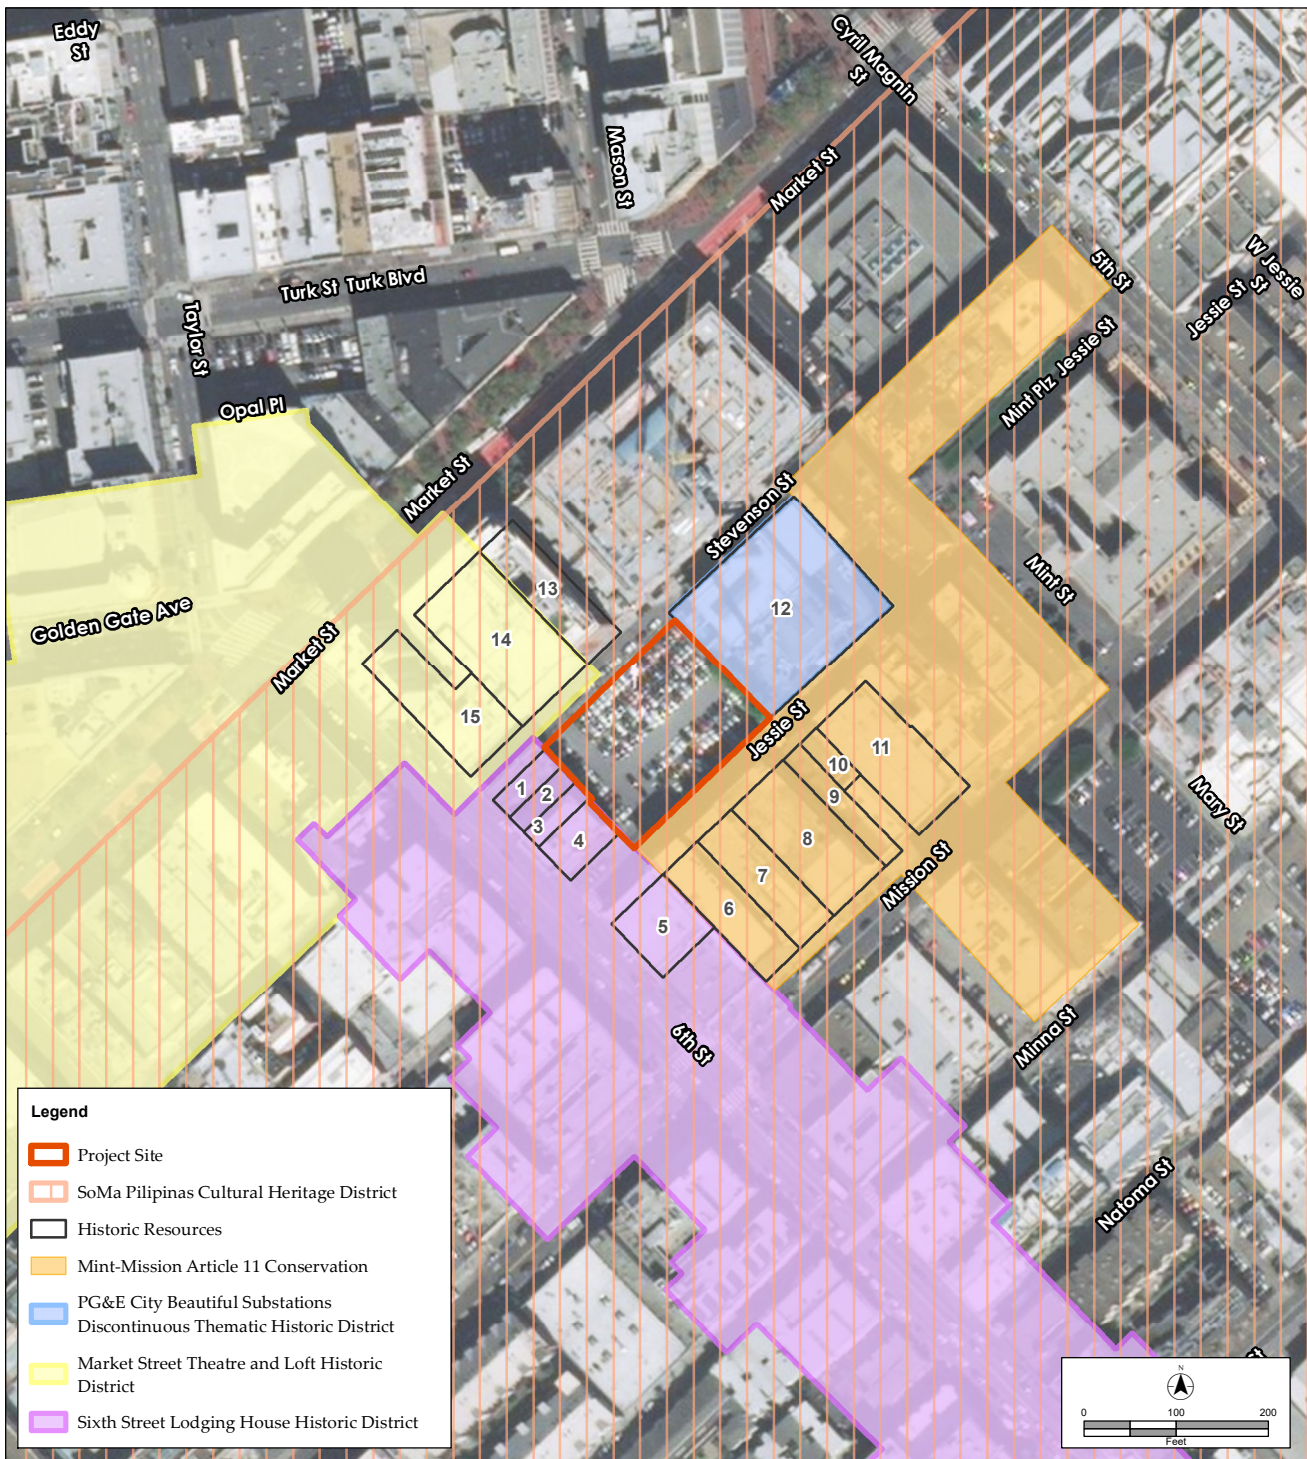 Eddy
St
Cyril Magnin
St
Mason St
Market St
Turk St Turk Blvd
Taylor St
5th St
W Jessie
St
Jessie St
Jessie St
Mint Plz
Opal Pl
Market St
Stevenson St
Mint St
Golden Gate Ave
Market St
13
14
15
12
Jessie St
11
10
9
8
7
6
5
1
2
3
4
Mary St
Mission St
6th St
Minna St
Natoma St
St
Legend
Project Site
SoMa Pilipinas Cultural Heritage District
Historic Resources
Mint-Mission Article 11 Conservation
PG&E City Beautiful Substations
Discontinuous Thematic Historic District
Market Street Theatre and Loft Historic
District
Sixth Street Lodging House Historic District
N
0 100 200
Feet